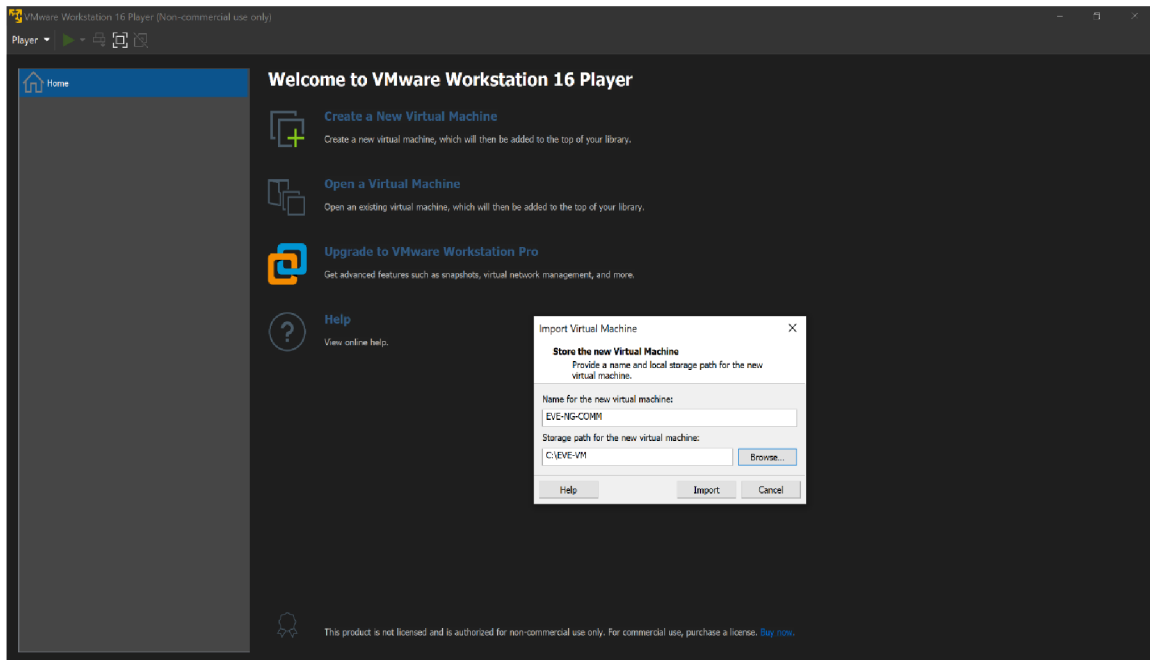 VMware Workstation 16 Player (Non-commercial use only)
Player
Home
Welcome to VMware Workstation 16 Player
Create a New Virtual Machine
Create a new virtual machine, which will then be added to the top of your library.
Open a Virtual Machine
Open an existing virtual machine, which will then be added to the top of your library.
Upgrade to VMware Workstation Pro
Get advanced features such as snapshots, virtual network management, and more.
Help
View online help.
Import Virtual Machine
Store the new Virtual Machine
Provide a name and local storage path for the new
virtual machine.
Name for the new virtual machine:
EVE-NG-COMM
Storage path for the new virtual machine:
C:\EVE-VM
Browse...
Help
Import
Cancel
This product is not licensed and is authorized for non-commercial use only. For commercial use, purchase a license. Buy now.